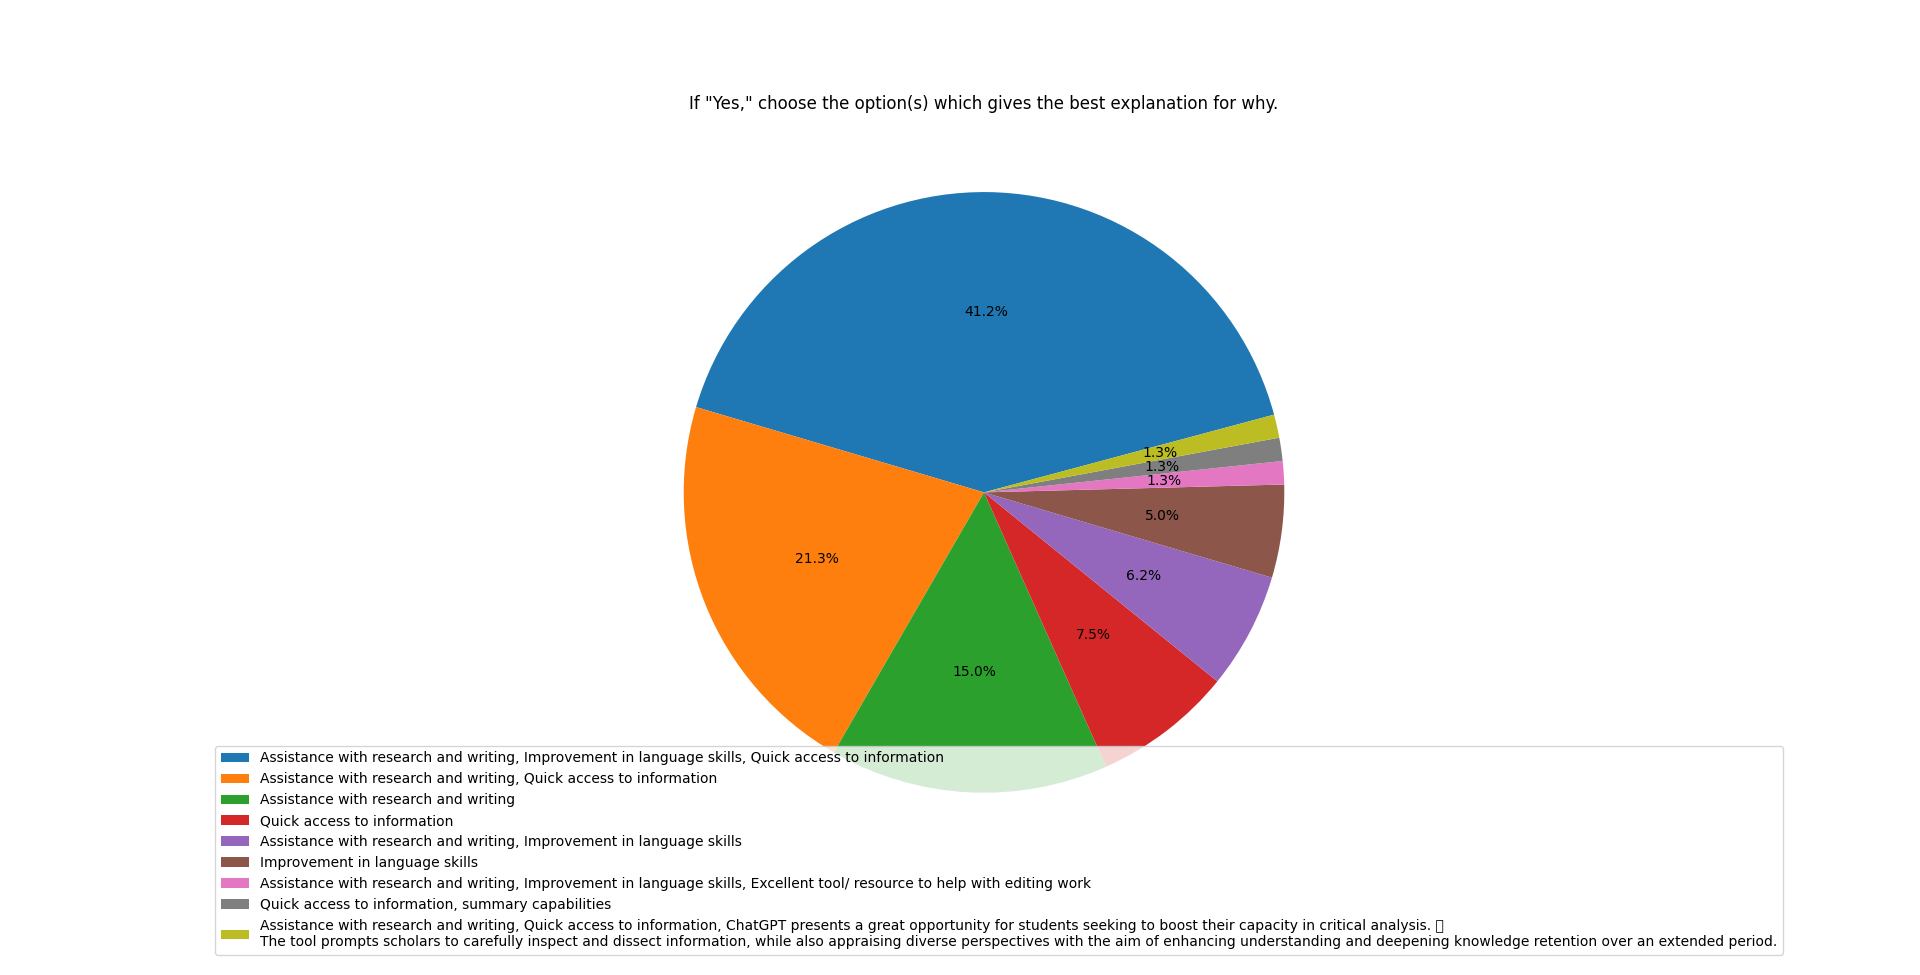 If "Yes," choose the option(s) which gives the best explanation for why.
41.2%
1.3%
1.3%
1.3%
5.0%
21.3%
6.2%
7.5%
15.0%
Assistance with research and writing, Improvement in language skills, Quick access to information
Assistance with research and writing, Quick access to information
Assistance with research and writing
Quick access to information
Assistance with research and writing, Improvement in language skills
Improvement in language skills
Assistance with research and writing, Improvement in language skills, Excellent tool/ resource to help with editing work
Quick access to information, summary capabilities
Assistance with research and writing, Quick access to information, ChatGPT presents a great opportunity for students seeking to boost their capacity in critical analysis.
The tool prompts scholars to carefully inspect and dissect information, while also appraising diverse perspectives with the aim of enhancing understanding and deepening knowledge retention over an extended period.